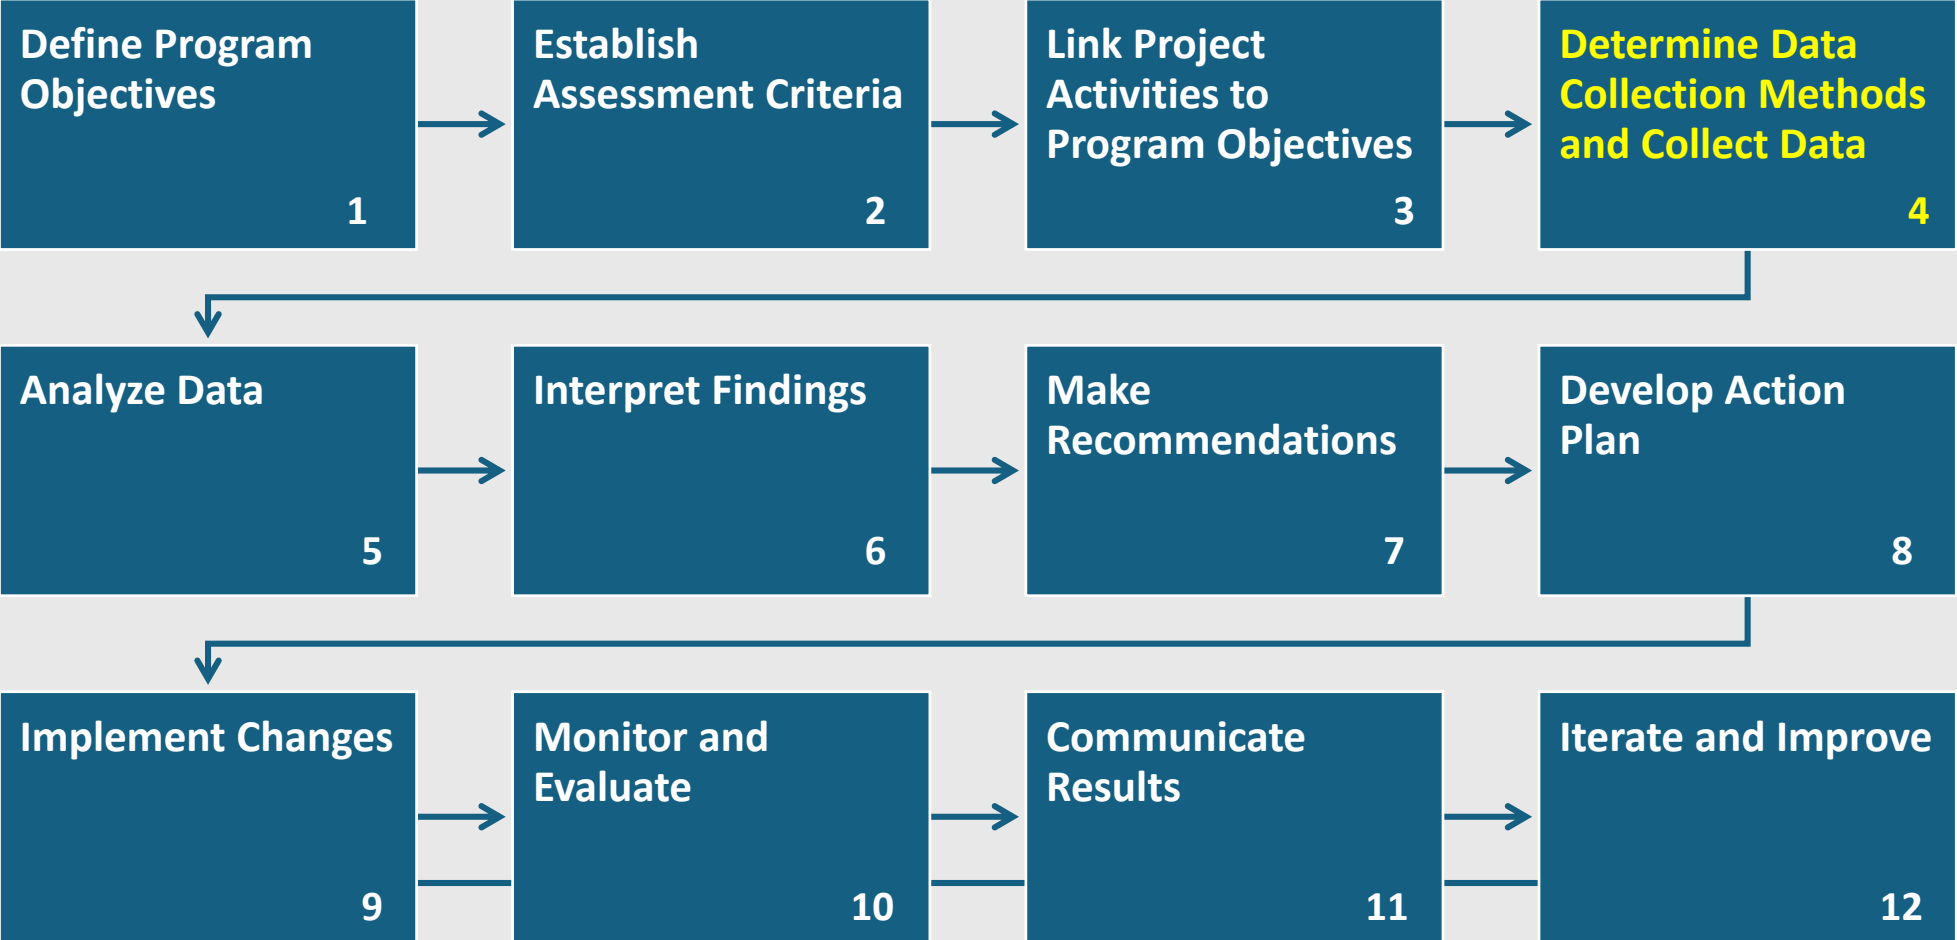 Define Program
Objectives
1
Establish
Assessment Criteria
2
Link Project
Activities to
Program Objectives
3
Determine Data
Collection Methods
and Collect Data
4
Analyze Data
5
Interpret Findings
6
Make
Recommendations
7
Develop Action
Plan
8
Implement Changes
9
Monitor and
Evaluate
10
Communicate
Results
11
Iterate and Improve
12